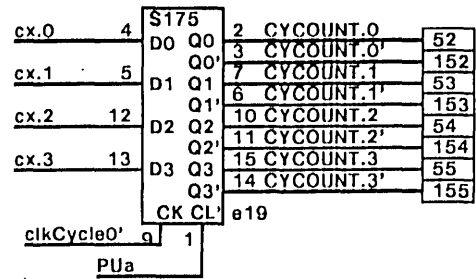 S175
cx.0 4 D0 Q0 2 CYCOUNT.0 52
Q0' 3 CYCOUNT.0' 152
cx.1 5 D1 Q1 7 CYCOUNT.1 53
Q1' 6 CYCOUNT.1' 153
cx.2 12 D2 Q2 10 CYCOUNT.2 54
Q2' 11 CYCOUNT.2' 154
cx.3 13 D3 Q3 15 CYCOUNT.3 55
Q3' 14 CYCOUNT.3' 155
CK CL' e19
clkCycle0' 9 1
PUa